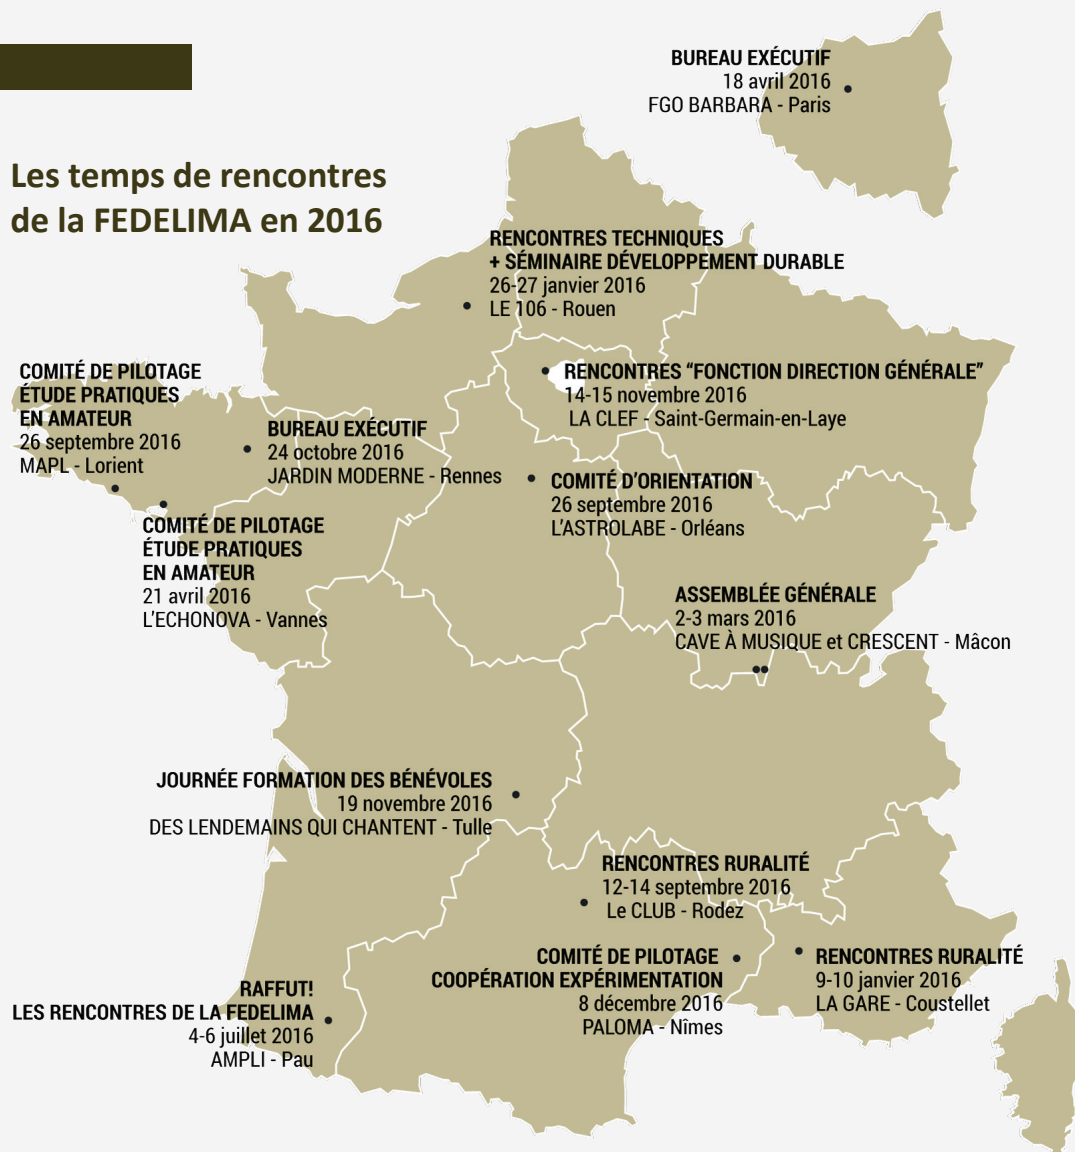 Les temps de rencontres
de la FEDELIMA en 2016
BUREAU EXÉCUTIF
18 avril 2016
FGO BARBARA - Paris
RENCONTRES TECHNIQUES
+ SÉMINAIRE DÉVELOPPEMENT DURABLE
26-27 janvier 2016
LE 106 - Rouen
COMITÉ DE PILOTAGE
ÉTUDE PRATIQUES
EN AMATEUR
26 septembre 2016
MAPL - Lorient
RENCONTRES “FONCTION DIRECTION GÉNÉRALE”
14-15 novembre 2016
LA CLEF - Saint-Germain-en-Laye
BUREAU EXÉCUTIF
24 octobre 2016
JARDIN MODERNE - Rennes
COMITÉ D'ORIENTATION
26 septembre 2016
L'ASTROLABE - Orléans
COMITÉ DE PILOTAGE
ÉTUDE PRATIQUES
EN AMATEUR
21 avril 2016
L'ECHONOVA - Vannes
ASSEMBLÉE GÉNÉRALE
2-3 mars 2016
CAVE À MUSIQUE et CRESCENT - Mâcon
JOURNÉE FORMATION DES BÉNÉVOLES
19 novembre 2016
DES LENDEMAINS QUI CHANTENT - Tulle
RENCONTRES RURALITÉ
12-14 septembre 2016
Le CLUB - Rodez
COMITÉ DE PILOTAGE
COOPÉRATION EXPÉRIMENTATION
8 décembre 2016
PALOMA - Nîmes
RENCONTRES RURALITÉ
9-10 janvier 2016
LA GARE - Coustellet
RAFFUT!
LES RENCONTRES DE LA FEDELIMA
4-6 juillet 2016
AMPLI - Pau